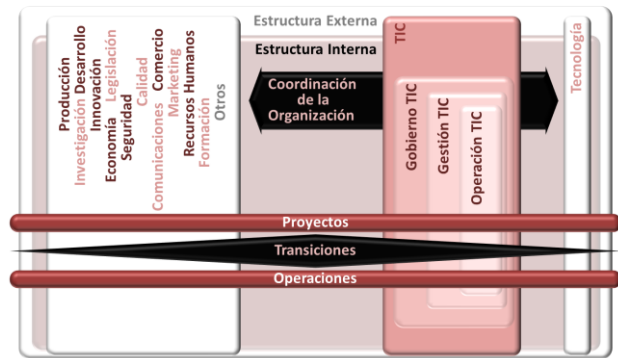 Estructura Externa
Estructura Interna
Producción
Investigación Desarrollo
Innovación
Economía Legislación
Seguridad
Calidad
Comunicaciones Comercio
Marketing
Recursos Humanos
Formación
Otros
Coordinación
de la
Organización
TIC
Gobierno TIC
Gestión TIC
Operación TIC
Tecnología
Proyectos
Transiciones
Operaciones